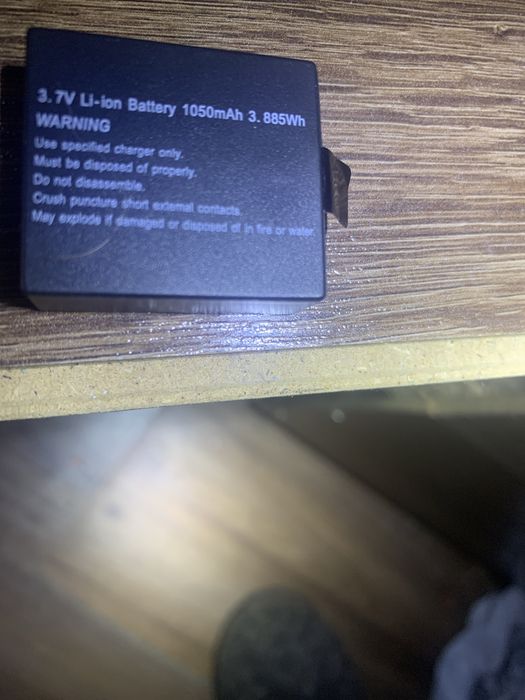 3.7V Li-ion Battery 1050mAh 3.885Wh
WARNING
Use specified charger only.
Must be disposed of properly.
Do not disassemble.
Crush puncture short external contacts.
May explode if damaged or disposed of in fire or water.